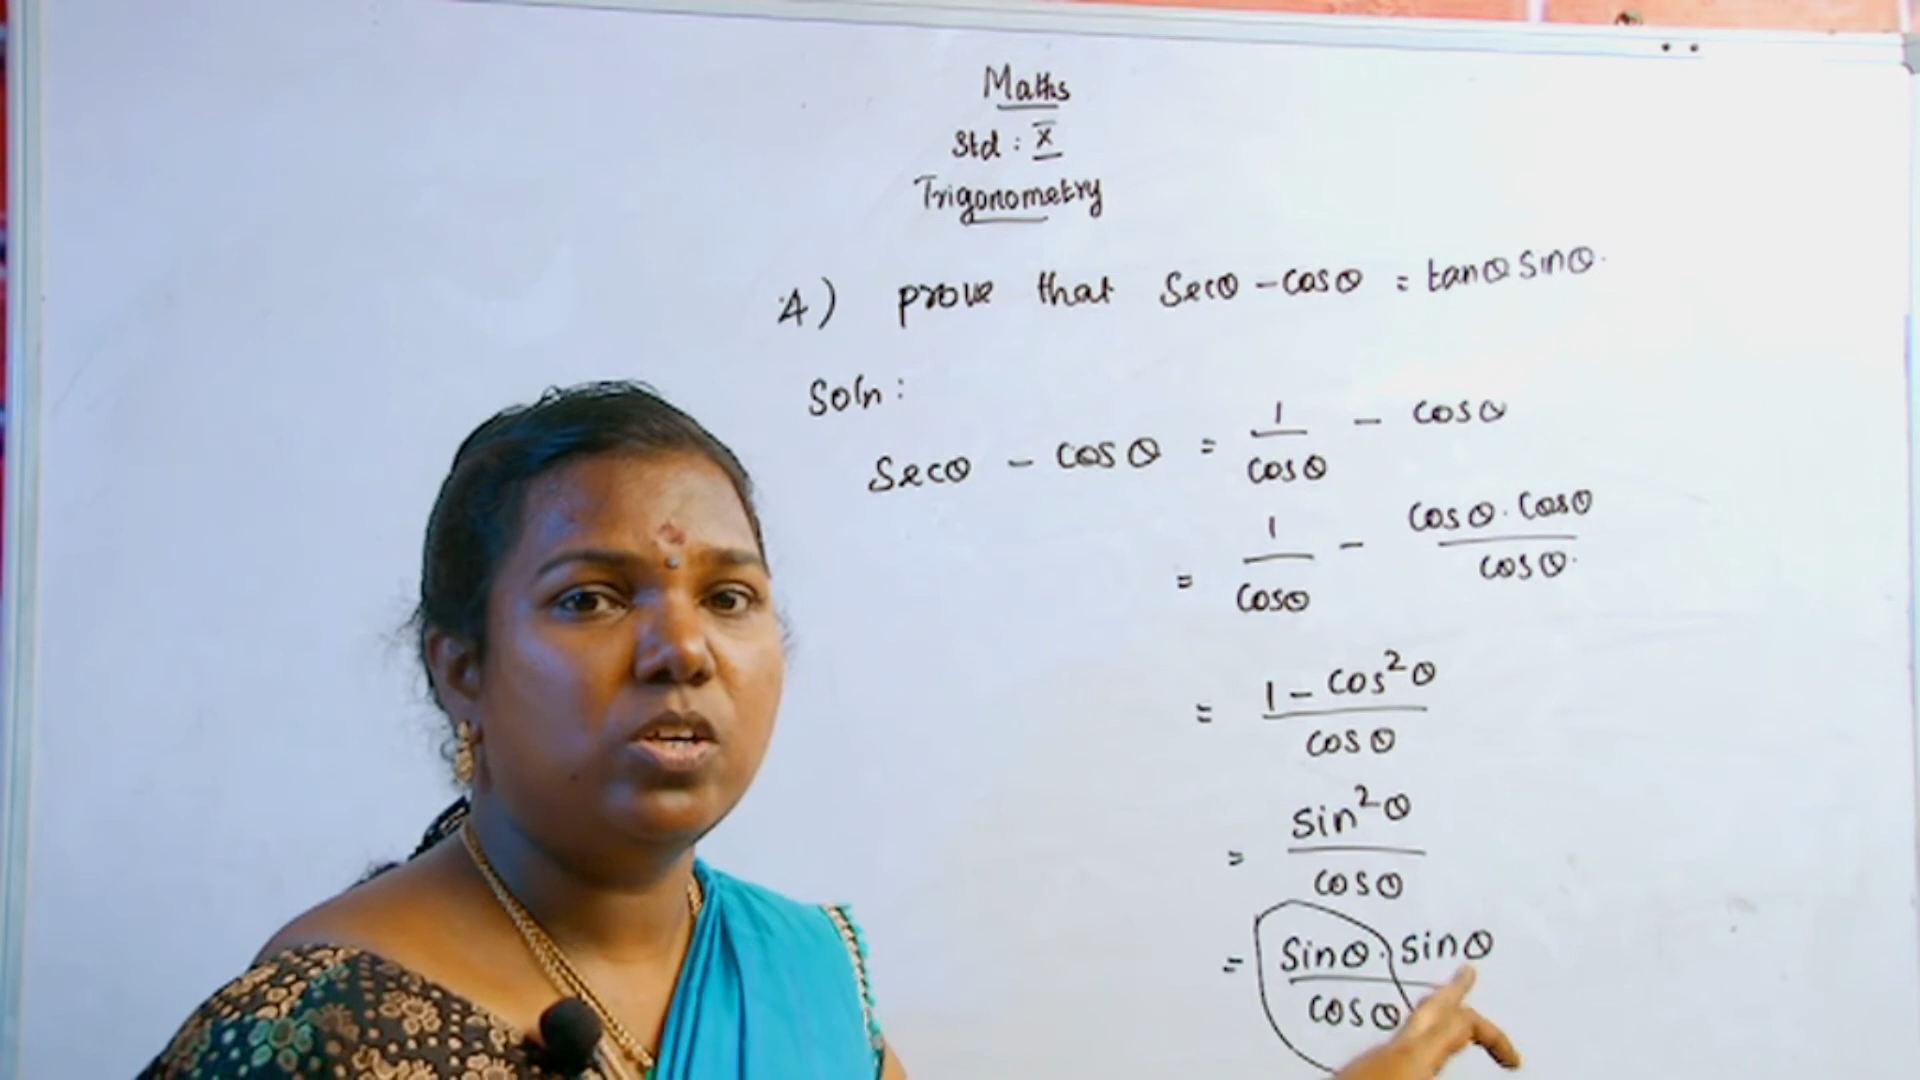 Maths
Std : X
Trigonometry
4) prove that Secθ - cosθ = tanθ sinθ.
Soln :
Secθ - cosθ = 1/cosθ - cosθ
= 1/cosθ - cosθ . cosθ/cosθ.
= 1 - cos²θ/cosθ
= sin²θ/cosθ
= sinθ . sinθ/cosθ